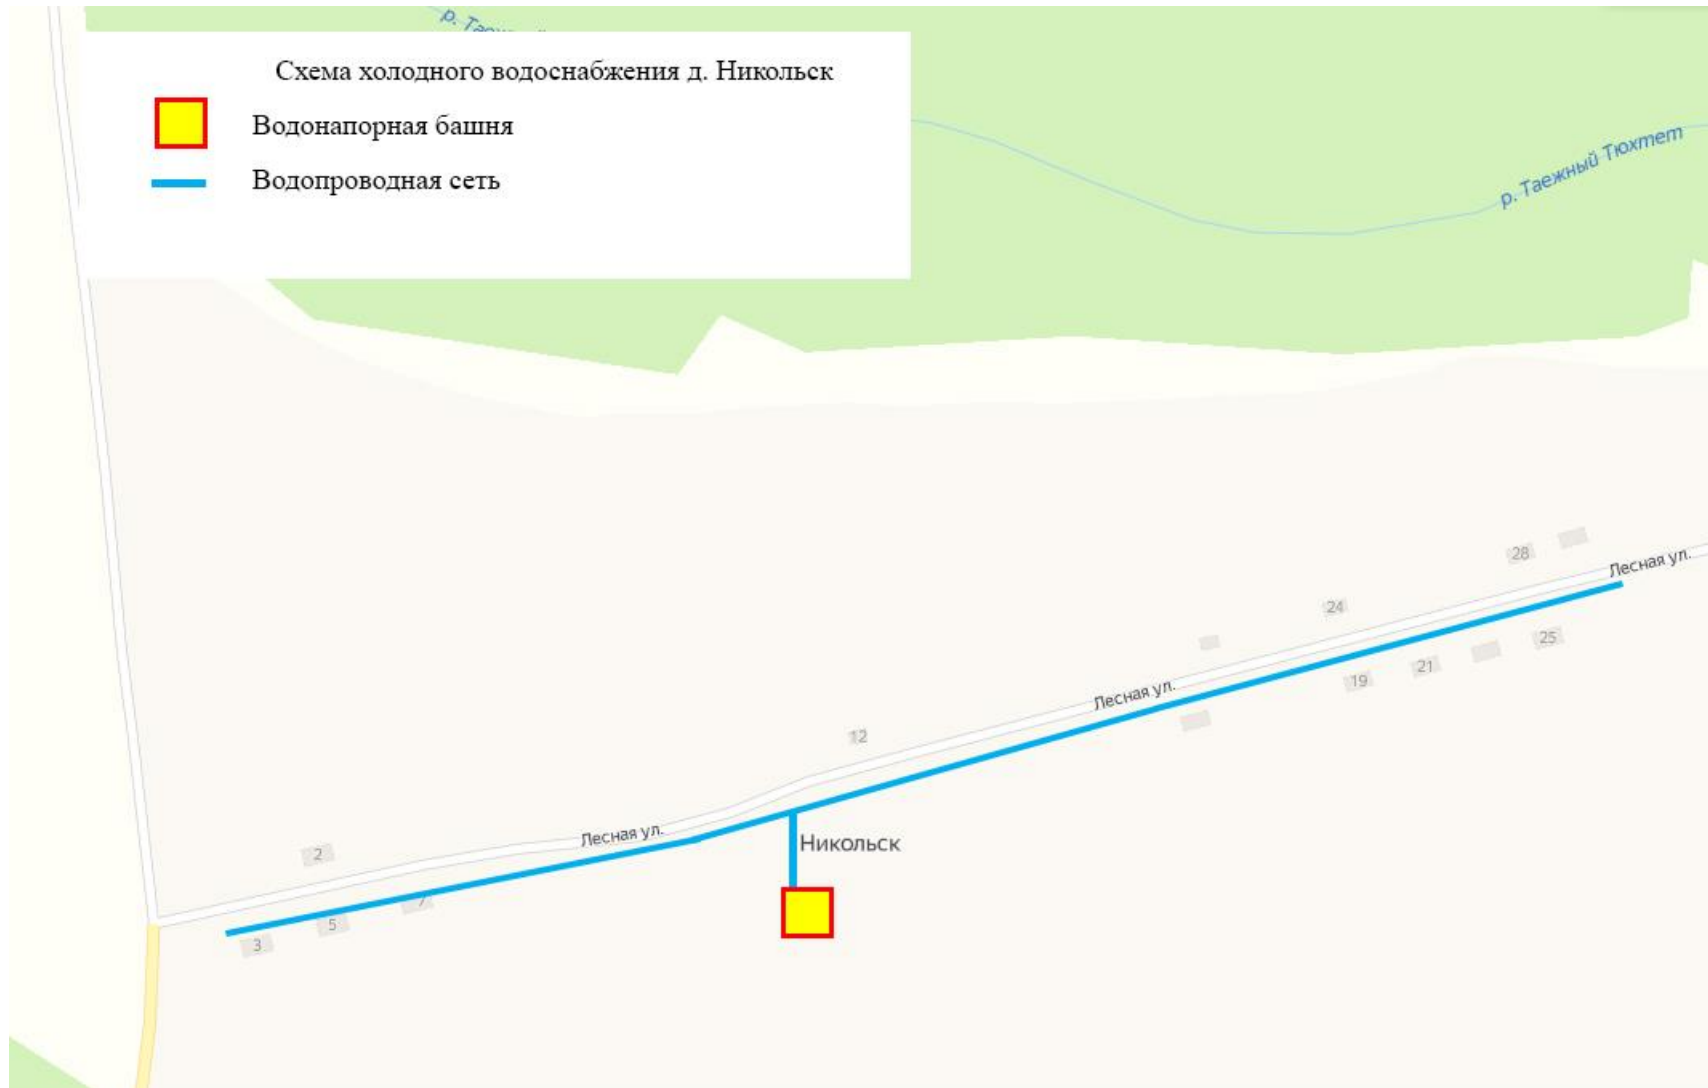 р.
Схема холодного водоснабжения д. Никольск
Водонапорная башня
Водопроводная сеть
р. Таежный Тюхтет
28
Лесная ул.
24
25
21
19
Лесная ул.
12
Лесная ул.
Никольск
2
7
5
3